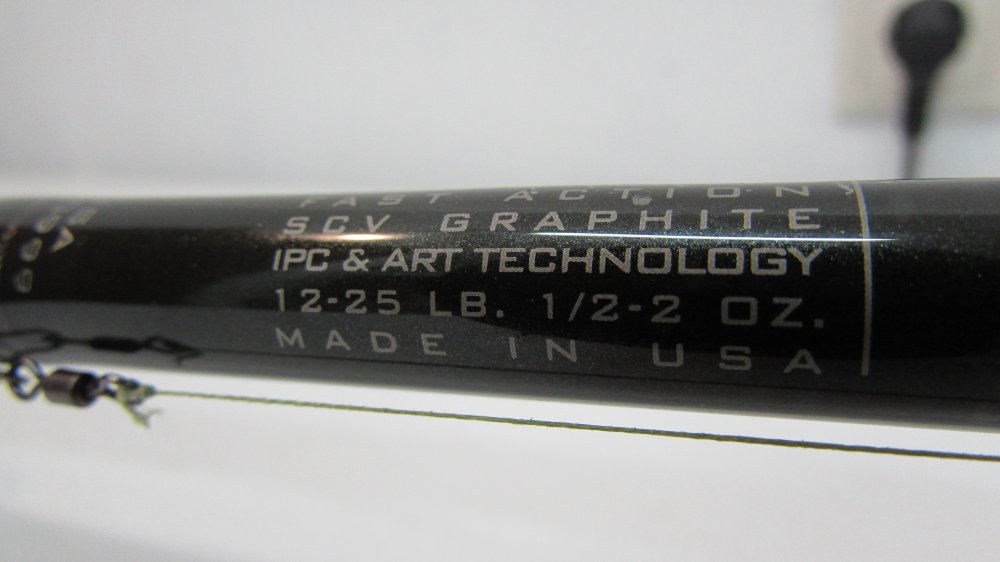 FAST ACTION
SCV GRAPHITE
IPC & ART TECHNOLOGY
12-25 LB. 1/2-2 OZ.
MADE IN USA